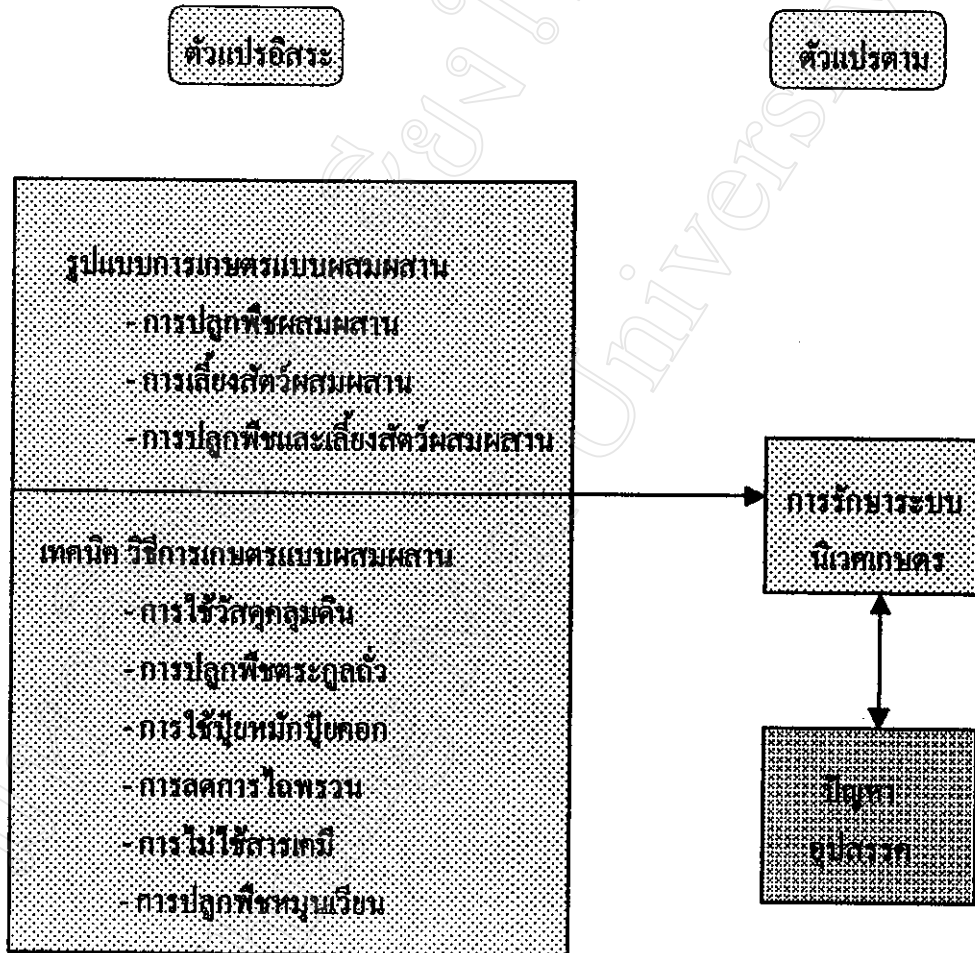 ตัวแปรอิสระ
ตัวแปรตาม
รูปแบบการเกษตรแบบผสมผสาน
- การปลูกพืชผสมผสาน
- การเลี้ยงสัตว์ผสมผสาน
- การปลูกพืชและเลี้ยงสัตว์ผสมผสาน
เทคนิค วิธีการเกษตรแบบผสมผสาน
- การใช้วัสดุคลุมดิน
- การปลูกพืชตระกูลถั่ว
- การใช้ปุ๋ยหมักปุ๋ยคอก
- การลดการไถพรวน
- การไม่ใช้สารเคมี
- การปลูกพืชหมุนเวียน
การรักษาระบบ
นิเวศเกษตร
ปัญหา
อุปสรรค
University